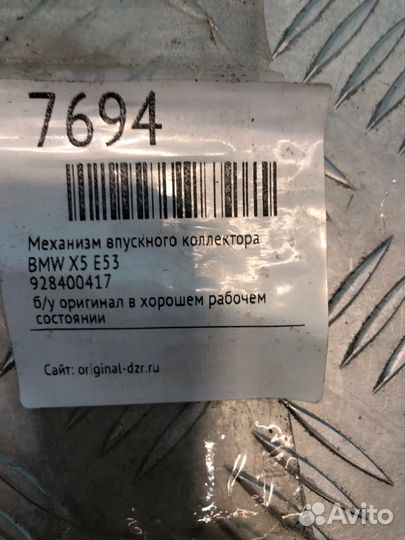 7694
Механизм впускного коллектора
BMW X5 E53
928400417
б/у оригинал в хорошем рабочем
состоянии
Сайт: original-dzr.ru
Avito